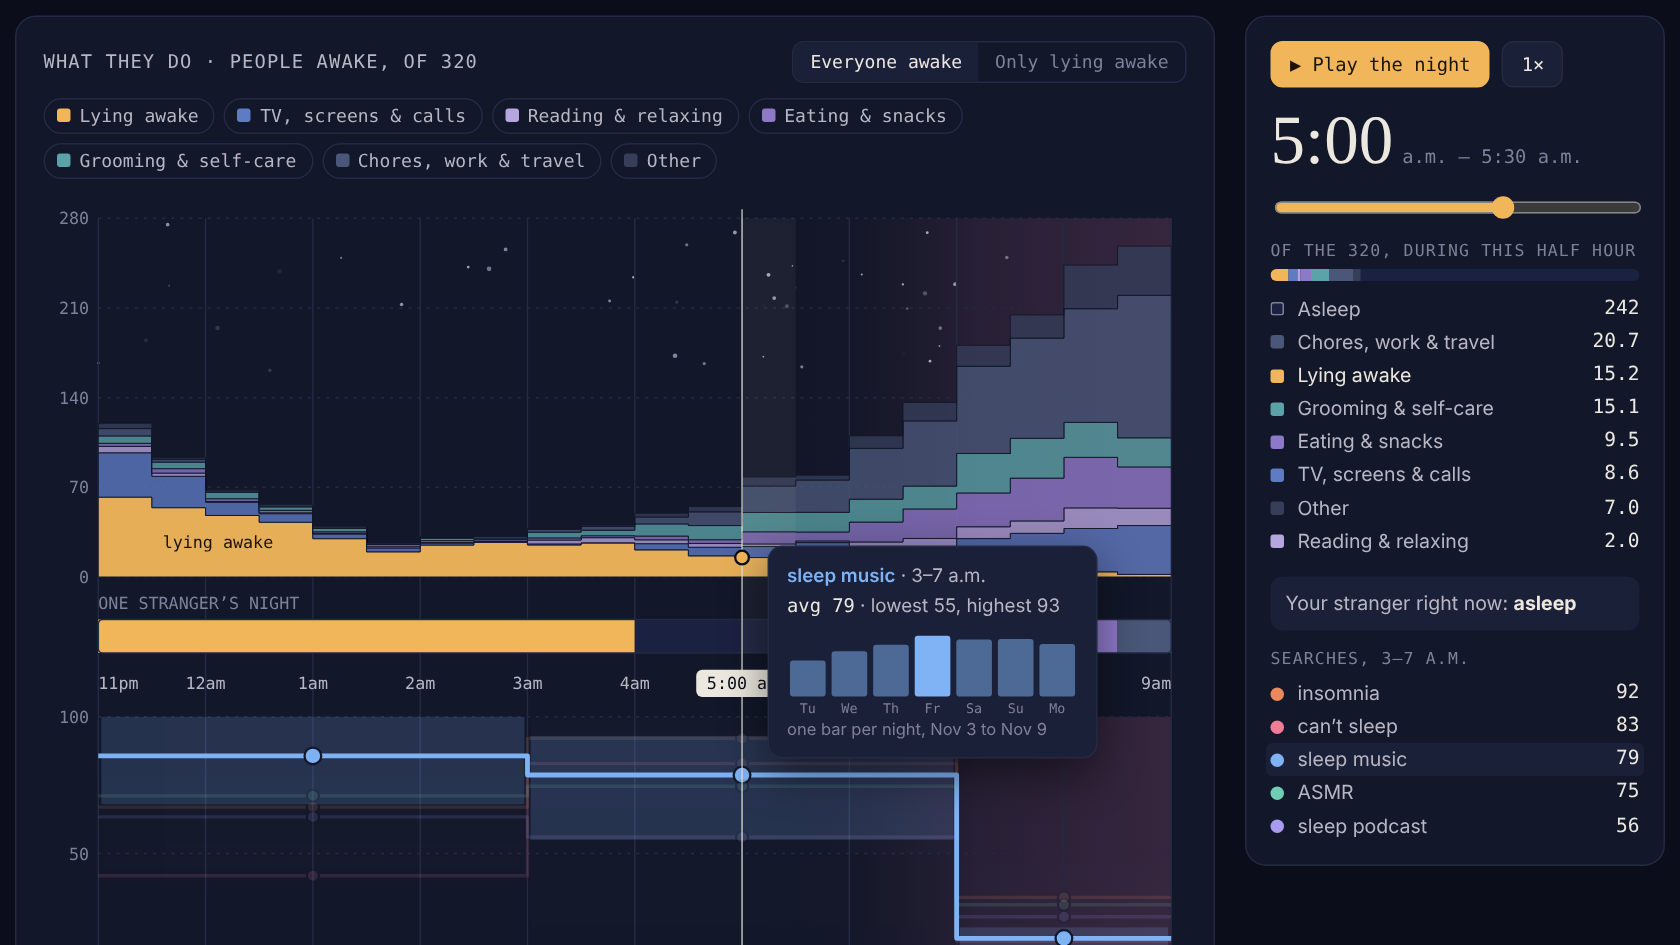 WHAT THEY DO · PEOPLE AWAKE, OF 320
Everyone awake
Only lying awake
Lying awake
TV, screens & calls
Reading & relaxing
Eating & snacks
Grooming & self-care
Chores, work & travel
Other
280
210
140
70
0
lying awake
ONE STRANGER’S NIGHT
11pm
12am
1am
2am
3am
4am
5:00 a
9am
100
50
sleep music · 3–7 a.m.
avg 79 · lowest 55, highest 93
Tu We Th Fr Sa Su Mo
one bar per night, Nov 3 to Nov 9
▶ Play the night
1×
5:00 a.m. – 5:30 a.m.
OF THE 320, DURING THIS HALF HOUR
Asleep 242
Chores, work & travel 20.7
Lying awake 15.2
Grooming & self-care 15.1
Eating & snacks 9.5
TV, screens & calls 8.6
Other 7.0
Reading & relaxing 2.0
Your stranger right now: asleep
SEARCHES, 3–7 A.M.
insomnia 92
can’t sleep 83
sleep music 79
ASMR 75
sleep podcast 56